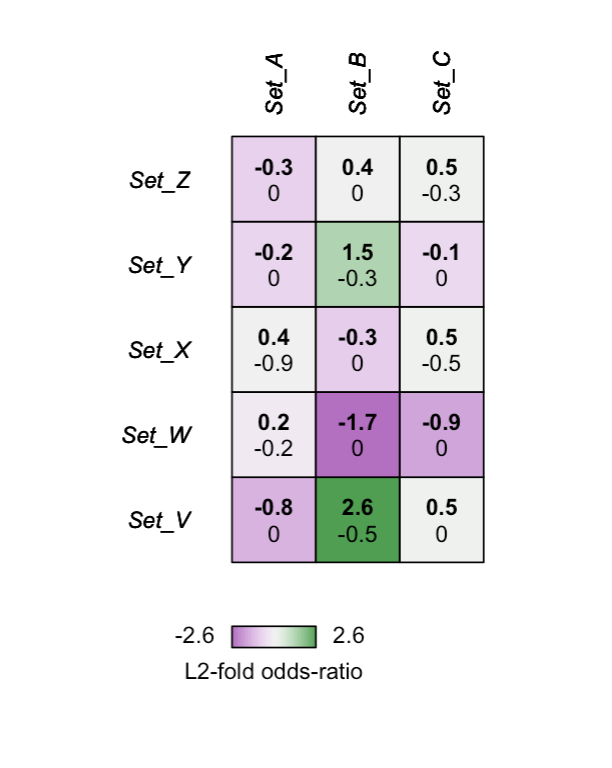 Set_A Set_B Set_C
Set_Z -0.3 0.4 0.5
0 0 -0.3
Set_Y -0.2 1.5 -0.1
0 -0.3 0
Set_X 0.4 -0.3 0.5
-0.9 0 -0.5
Set_W 0.2 -1.7 -0.9
-0.2 0 0
Set_V -0.8 2.6 0.5
0 -0.5 0
-2.6 2.6
L2-fold odds-ratio